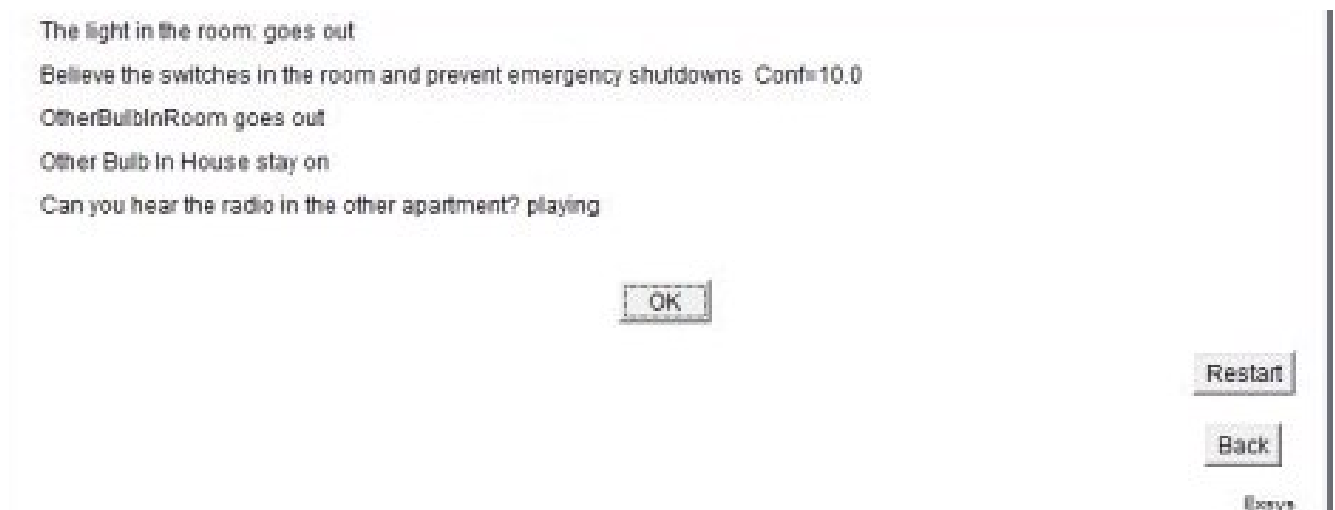 The light in the room: goes out
Believe the switches in the room and prevent emergency shutdowns Conf=10.0
OtherBulbInRoom goes out
Other Bulb In House stay on
Can you hear the radio in the other apartment? playing
OK
Restart
Back
Exsys